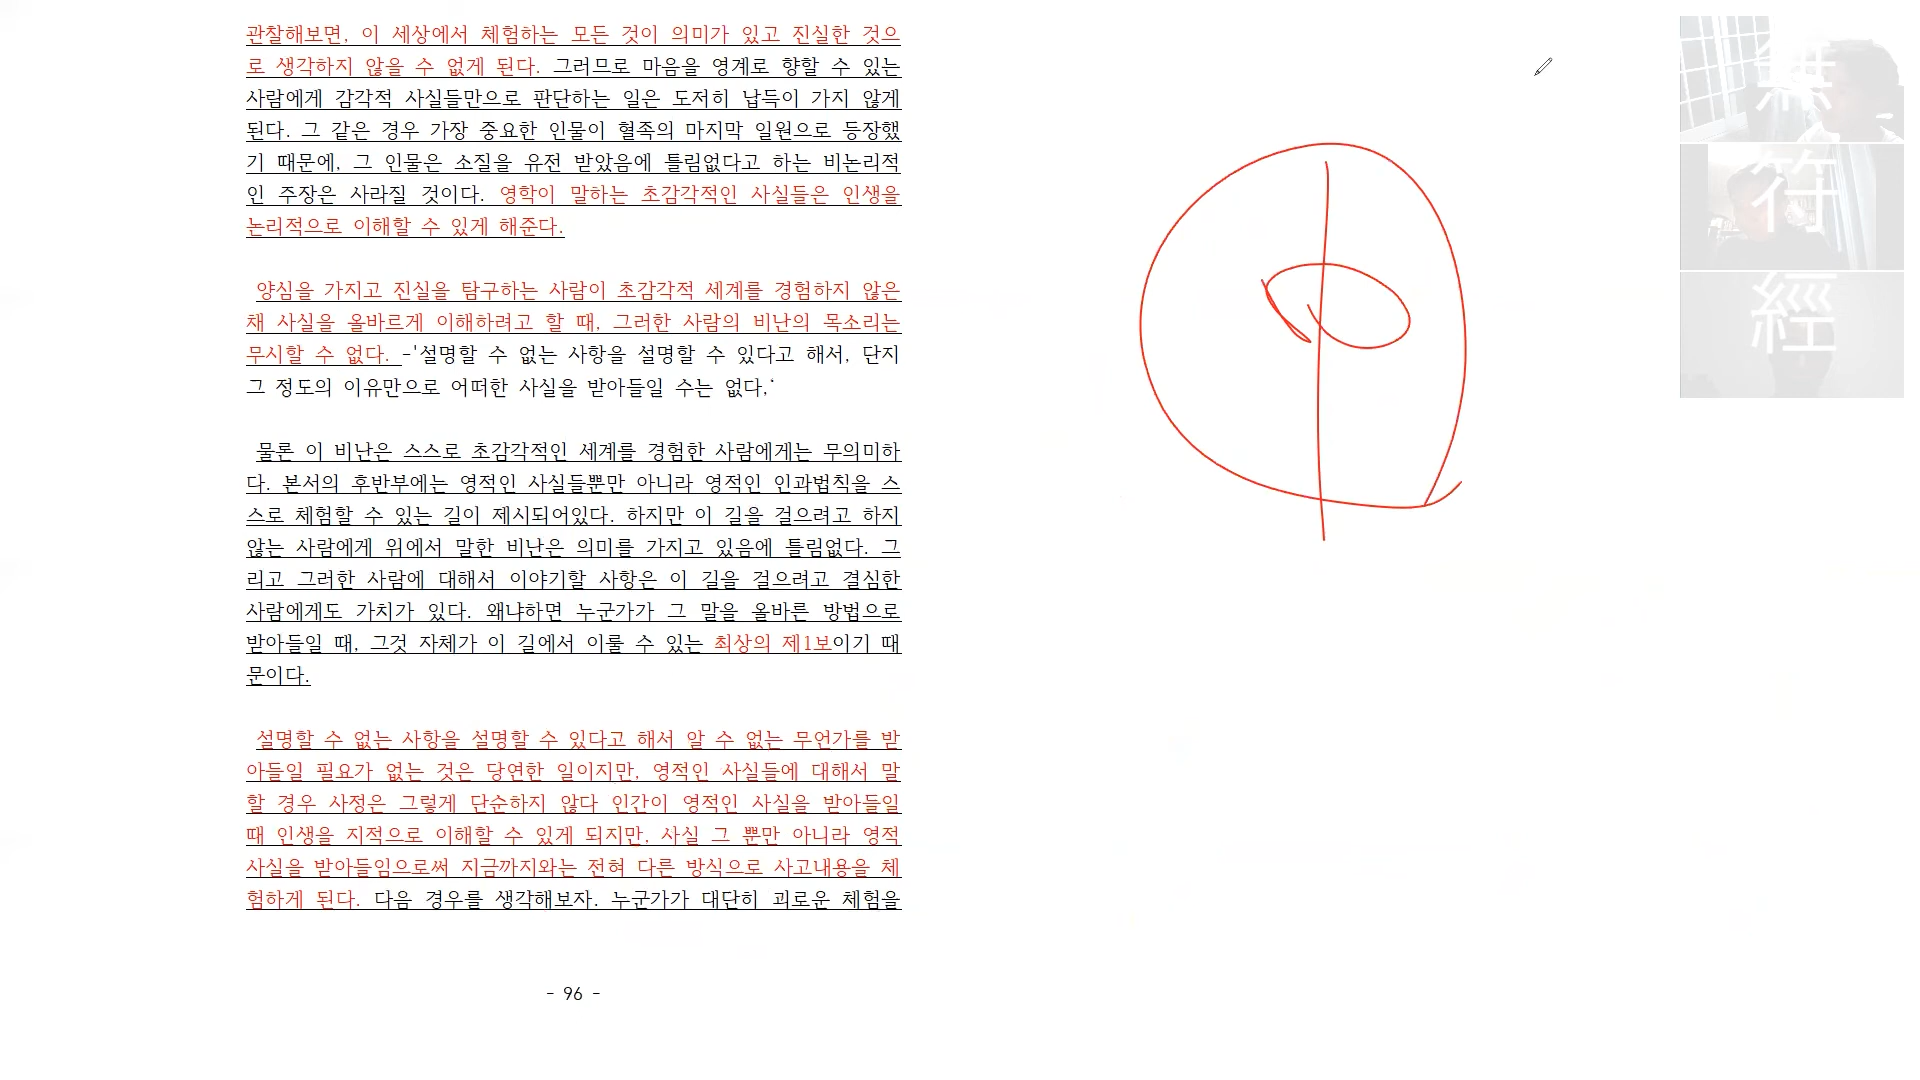 관찰해보면, 이 세상에서 체험하는 모든 것이 의미가 있고 진실한 것으
로 생각하지 않을 수 없게 된다. 그러므로 마음을 영계로 향할 수 있는
사람에게 감각적 사실들만으로 판단하는 일은 도저히 납득이 가지 않게
된다. 그 같은 경우 가장 중요한 인물이 혈족의 마지막 일원으로 등장했
기 때문에, 그 인물은 소질을 유전 받았음에 틀림없다고 하는 비논리적
인 주장은 사라질 것이다. 영학이 말하는 초감각적인 사실들은 인생을
논리적으로 이해할 수 있게 해준다.
양심을 가지고 진실을 탐구하는 사람이 초감각적 세계를 경험하지 않은
채 사실을 올바르게 이해하려고 할 때, 그러한 사람의 비난의 목소리는
무시할 수 없다. -'설명할 수 없는 사항을 설명할 수 있다고 해서, 단지
그 정도의 이유만으로 어떠한 사실을 받아들일 수는 없다,‘
물론 이 비난은 스스로 초감각적인 세계를 경험한 사람에게는 무의미하
다. 본서의 후반부에는 영적인 사실들뿐만 아니라 영적인 인과법칙을 스
스로 체험할 수 있는 길이 제시되어있다. 하지만 이 길을 걸으려고 하지
않는 사람에게 위에서 말한 비난은 의미를 가지고 있음에 틀림없다. 그
리고 그러한 사람에 대해서 이야기할 사항은 이 길을 걸으려고 결심한
사람에게도 가치가 있다. 왜냐하면 누군가가 그 말을 올바른 방법으로
받아들일 때, 그것 자체가 이 길에서 이룰 수 있는 최상의 제1보이기 때
문이다.
설명할 수 없는 사항을 설명할 수 있다고 해서 알 수 없는 무언가를 받
아들일 필요가 없는 것은 당연한 일이지만, 영적인 사실들에 대해서 말
할 경우 사정은 그렇게 단순하지 않다 인간이 영적인 사실을 받아들일
때 인생을 지적으로 이해할 수 있게 되지만, 사실 그 뿐만 아니라 영적
사실을 받아들임으로써 지금까지와는 전혀 다른 방식으로 사고내용을 체
험하게 된다. 다음 경우를 생각해보자. 누군가가 대단히 괴로운 체험을
- 96 -
無
符
經